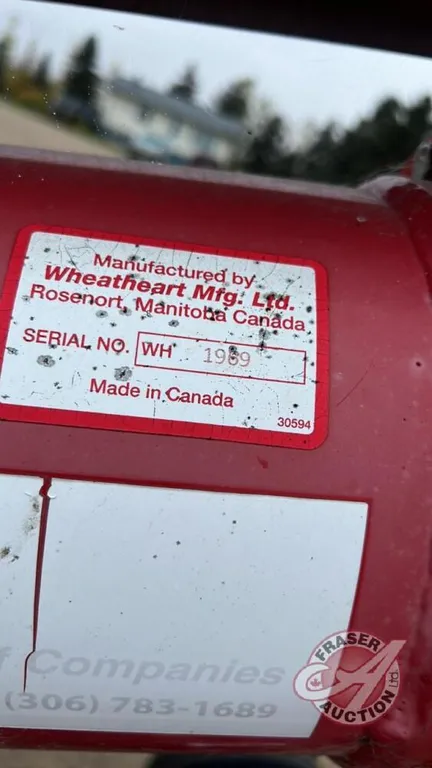 Manufactured by
Wheatheart Mfg. Ltd.
Rosenort, Manitoba Canada
SERIAL NO. WH 1969
Made in Canada
30594
f Companies
(306) 783-1689
FRASER
AUCTION